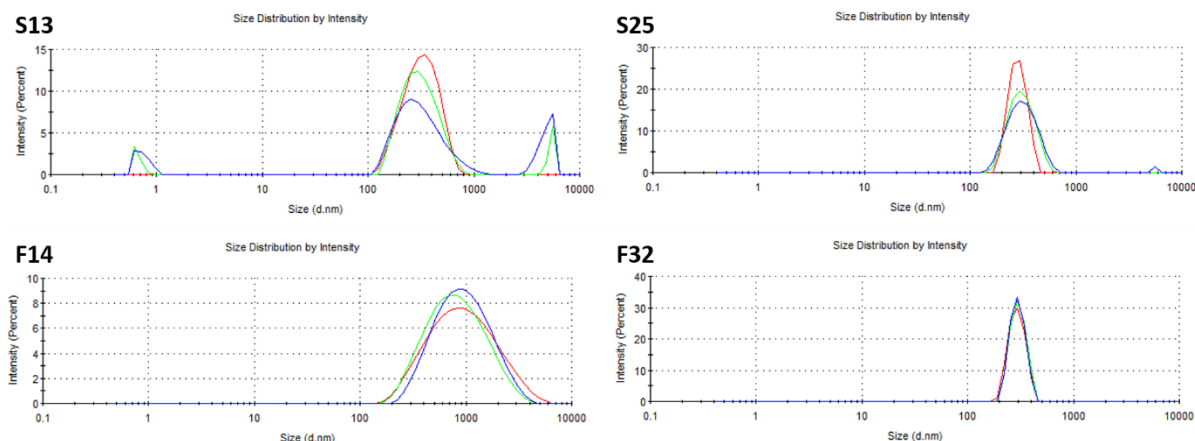 S13
Size Distribution by Intensity
Intensity (Percent)
15
10
5
0
0.1 1 10 100 1000 10000
Size (d.nm)
S25
Size Distribution by Intensity
Intensity (Percent)
30
20
10
0
0.1 1 10 100 1000 10000
Size (d.nm)
F14
Size Distribution by Intensity
Intensity (Percent)
10
8
6
4
2
0
0.1 1 10 100 1000 10000
Size (d.nm)
F32
Size Distribution by Intensity
Intensity (Percent)
40
30
20
10
0
0.1 1 10 100 1000 10000
Size (d.nm)